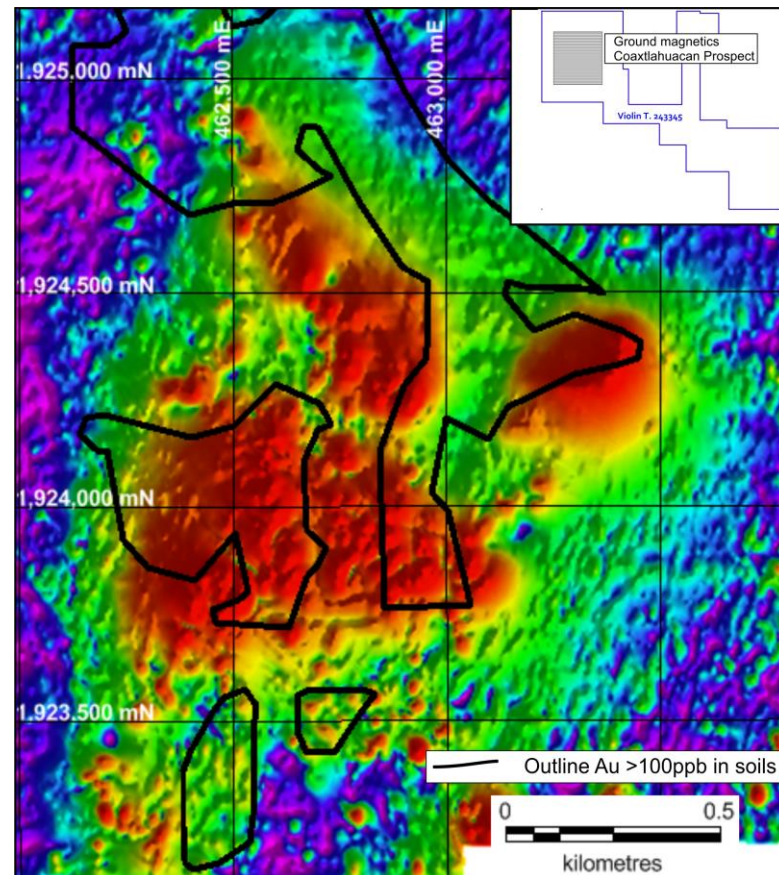 1,925,000 mN
462,500 mE
463,000 mE
Ground magnetics
Coaxtlahuacan Prospect
Violin T. 243345
1,924,500 mN
1,924,000 mN
1,923,500 mN
Outline Au >100ppb in soils
0 0.5
kilometres